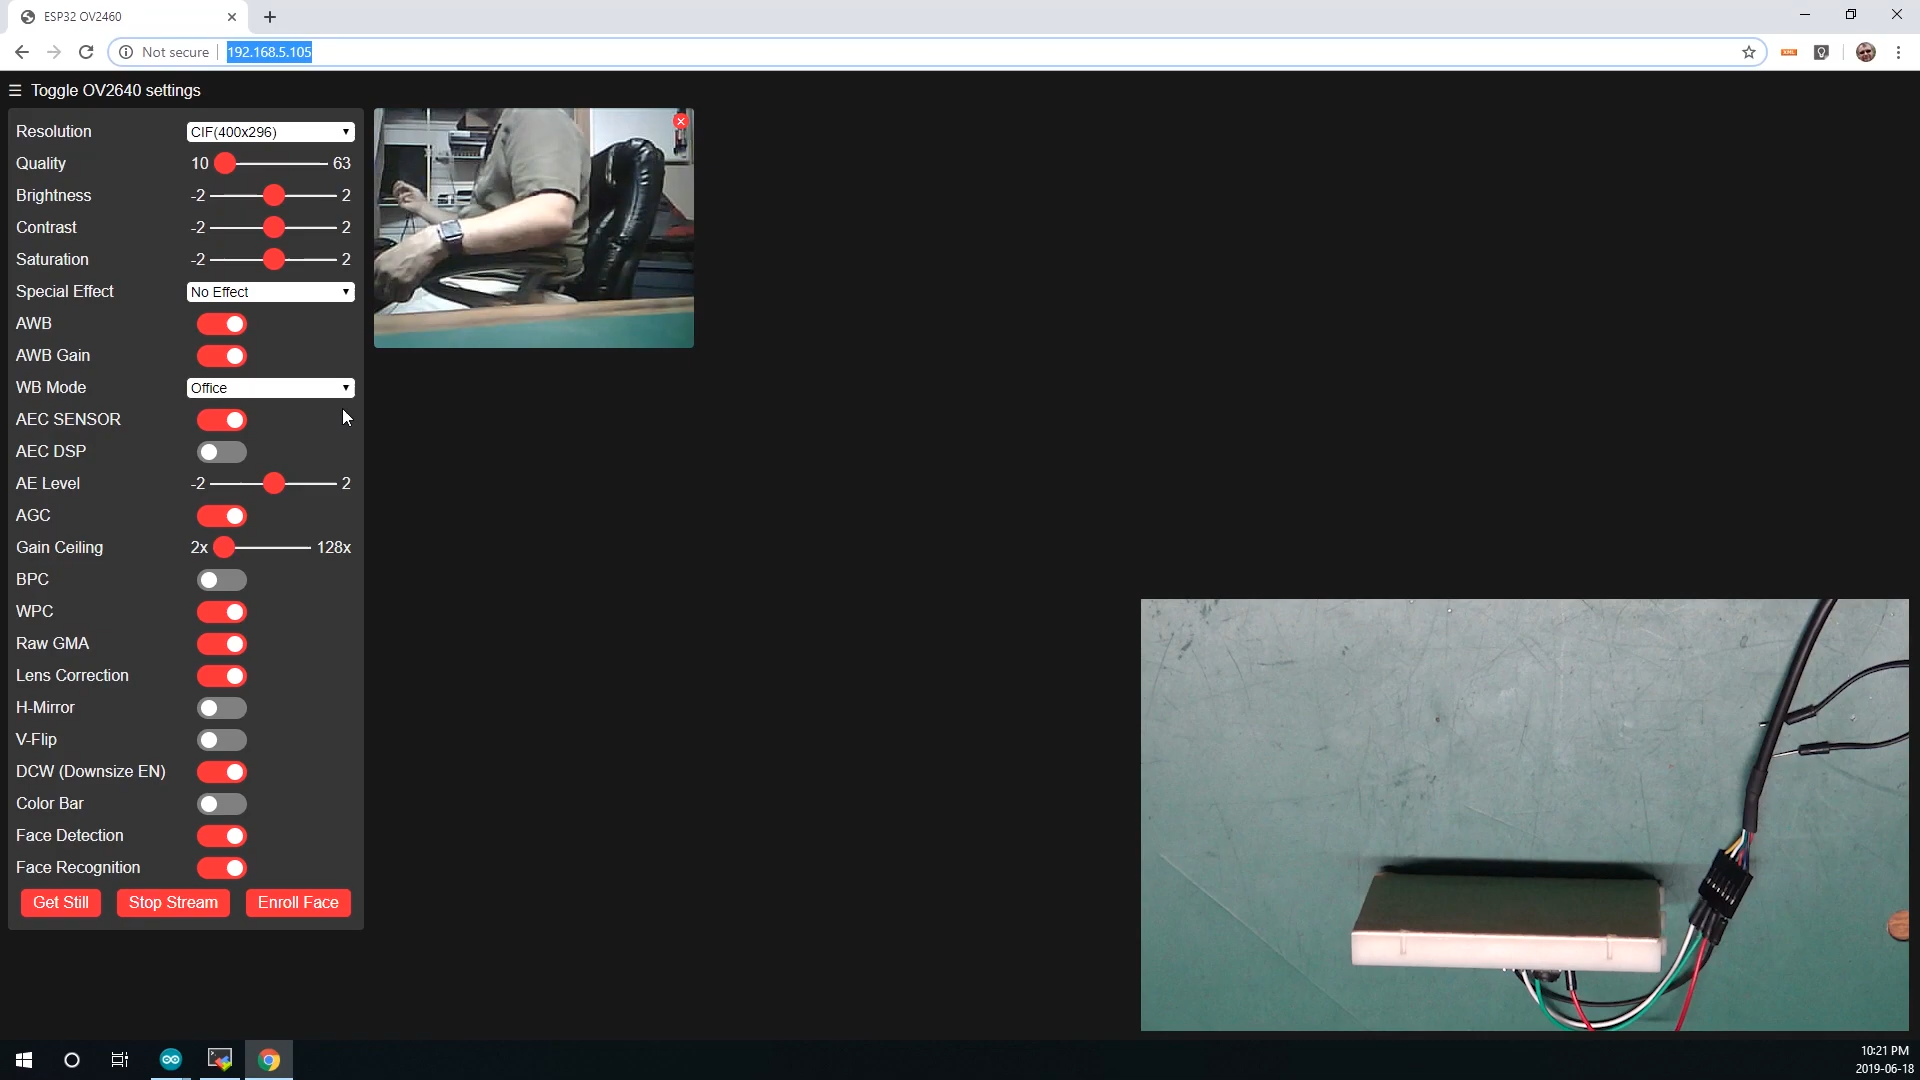 ESP32 OV2460
Not secure 192.168.5.105
Toggle OV2640 settings
Resolution CIF(400x296)
Quality 10 63
Brightness -2 2
Contrast -2 2
Saturation -2 2
Special Effect No Effect
AWB
AWB Gain
WB Mode Office
AEC SENSOR
AEC DSP
AE Level -2 2
AGC
Gain Ceiling 2x 128x
BPC
WPC
Raw GMA
Lens Correction
H-Mirror
V-Flip
DCW (Downsize EN)
Color Bar
Face Detection
Face Recognition
Get Still Stop Stream Enroll Face
10:21 PM
2019-06-18